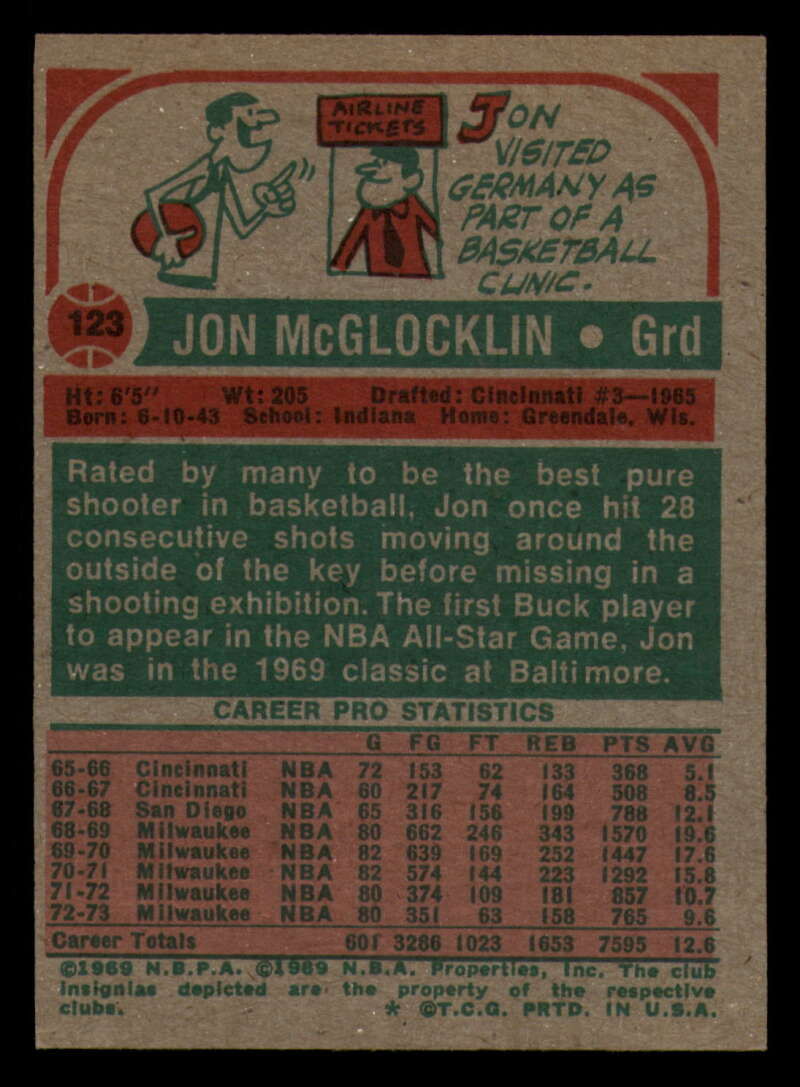 AIRLINE
TICKETS
JON
VISITED
GERMANY AS
PART OF A
BASKETBALL
CLINIC.
123
JON McGLOCKLIN • Grd
Ht: 6'5" Wt: 205 Drafted: Cincinnati #3—1965
Born: 6-10-43 School: Indiana Home: Greendale, Wis.
Rated by many to be the best pure
shooter in basketball, Jon once hit 28
consecutive shots moving around the
outside of the key before missing in a
shooting exhibition. The first Buck player
to appear in the NBA All-Star Game, Jon
was in the 1969 classic at Baltimore.
CAREER PRO STATISTICS
G FG FT REB PTS AVG
65-66 Cincinnati NBA 72 153 62 133 368 5.1
66-67 Cincinnati NBA 60 217 74 164 508 8.5
67-68 San Diego NBA 65 316 156 199 788 12.1
68-69 Milwaukee NBA 80 662 246 343 1570 19.6
69-70 Milwaukee NBA 82 639 169 252 1447 17.6
70-71 Milwaukee NBA 82 574 144 223 1292 15.8
71-72 Milwaukee NBA 80 374 109 181 857 10.7
72-73 Milwaukee NBA 80 351 63 158 765 9.6
Career Totals 601 3286 1023 1653 7595 12.6
©1969 N.B.P.A. ©1969 N.B.A. Properties, Inc. The club
insignias depicted are the property of the respective
clubs. * ©T.C.G. PRTD. IN U.S.A.